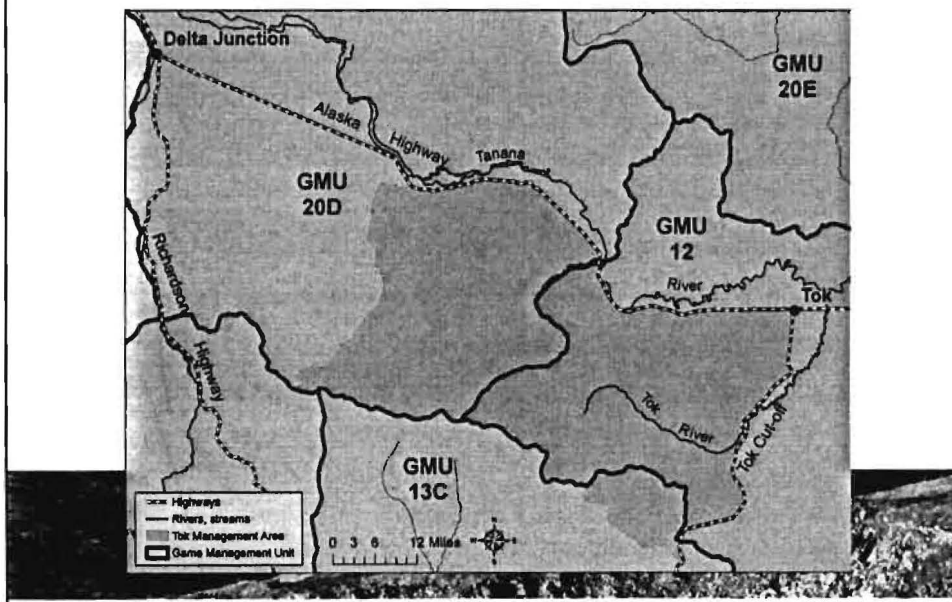 Delta Junction
GMU
20E
Alaska
Highway
Tanana
GMU
20D
GMU
12
River
Tok
Richardson
Highway
Tok
River
Tok Cut-off
GMU
13C
Highways
Rivers, streams
Tok Management Area
Game Management Unit
0 3 6 12 Miles
N
W E
S